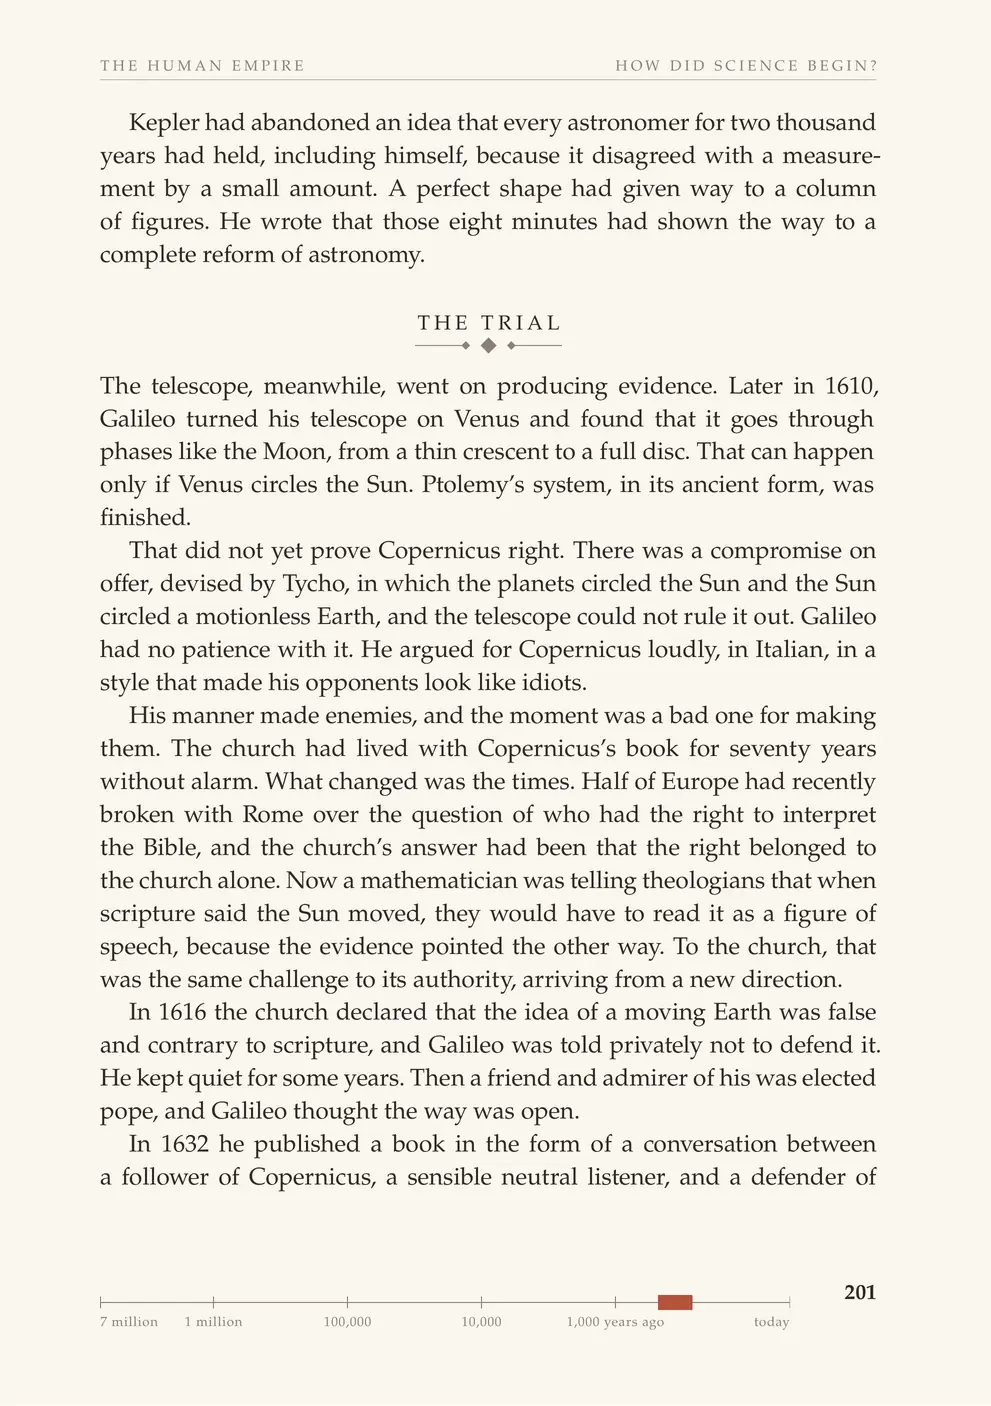 THE HUMAN EMPIRE
HOW DID SCIENCE BEGIN?
Kepler had abandoned an idea that every astronomer for two thousand
years had held, including himself, because it disagreed with a measure-
ment by a small amount. A perfect shape had given way to a column
of figures. He wrote that those eight minutes had shown the way to a
complete reform of astronomy.
THE TRIAL
The telescope, meanwhile, went on producing evidence. Later in 1610,
Galileo turned his telescope on Venus and found that it goes through
phases like the Moon, from a thin crescent to a full disc. That can happen
only if Venus circles the Sun. Ptolemy’s system, in its ancient form, was
finished.
That did not yet prove Copernicus right. There was a compromise on
offer, devised by Tycho, in which the planets circled the Sun and the Sun
circled a motionless Earth, and the telescope could not rule it out. Galileo
had no patience with it. He argued for Copernicus loudly, in Italian, in a
style that made his opponents look like idiots.
His manner made enemies, and the moment was a bad one for making
them. The church had lived with Copernicus’s book for seventy years
without alarm. What changed was the times. Half of Europe had recently
broken with Rome over the question of who had the right to interpret
the Bible, and the church’s answer had been that the right belonged to
the church alone. Now a mathematician was telling theologians that when
scripture said the Sun moved, they would have to read it as a figure of
speech, because the evidence pointed the other way. To the church, that
was the same challenge to its authority, arriving from a new direction.
In 1616 the church declared that the idea of a moving Earth was false
and contrary to scripture, and Galileo was told privately not to defend it.
He kept quiet for some years. Then a friend and admirer of his was elected
pope, and Galileo thought the way was open.
In 1632 he published a book in the form of a conversation between
a follower of Copernicus, a sensible neutral listener, and a defender of
201
7 million
1 million
100,000
10,000
1,000 years ago
today